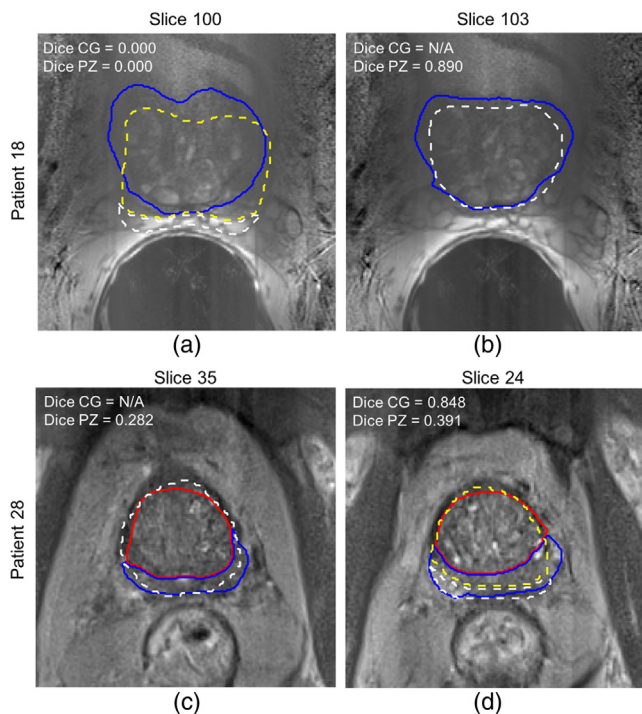 Slice 100
Slice 103
Patient 18
Dice CG = 0.000
Dice PZ = 0.000
Dice CG = N/A
Dice PZ = 0.890
(a)
(b)
Slice 35
Slice 24
Patient 28
Dice CG = N/A
Dice PZ = 0.282
Dice CG = 0.848
Dice PZ = 0.391
(c)
(d)